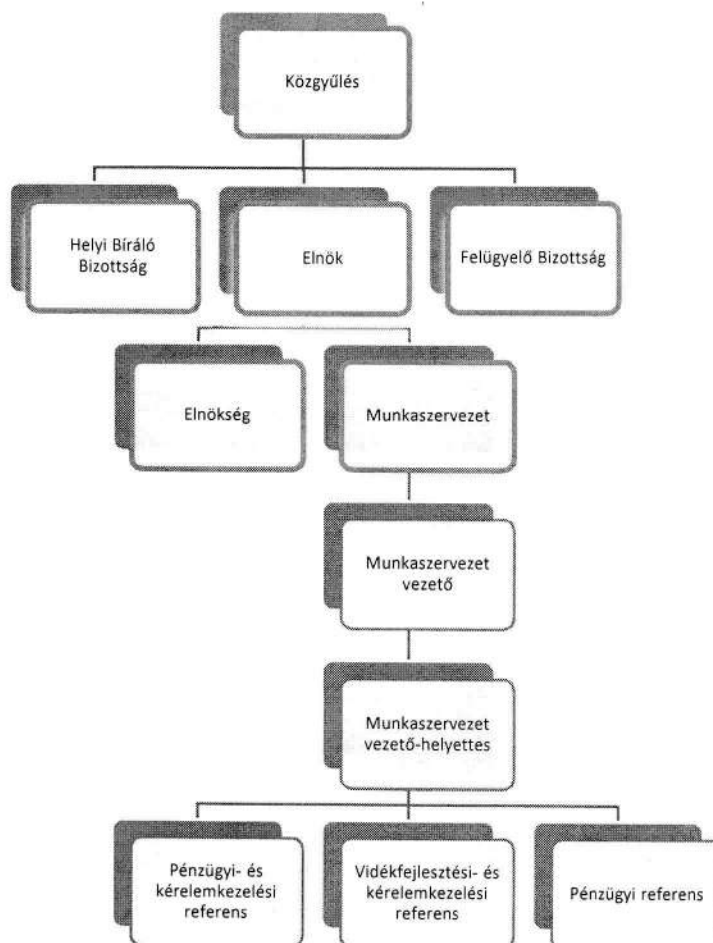 Közgyűlés
Helyi Bíráló
Bizottság
Elnök
Felügyelő Bizottság
Elnökség
Munkaszervezet
Munkaszervezet
vezető
Munkaszervezet
vezető-helyettes
Pénzügyi- és
kérelemkezelési
referens
Vidékfejlesztési- és
kérelemkezelési
referens
Pénzügyi referens